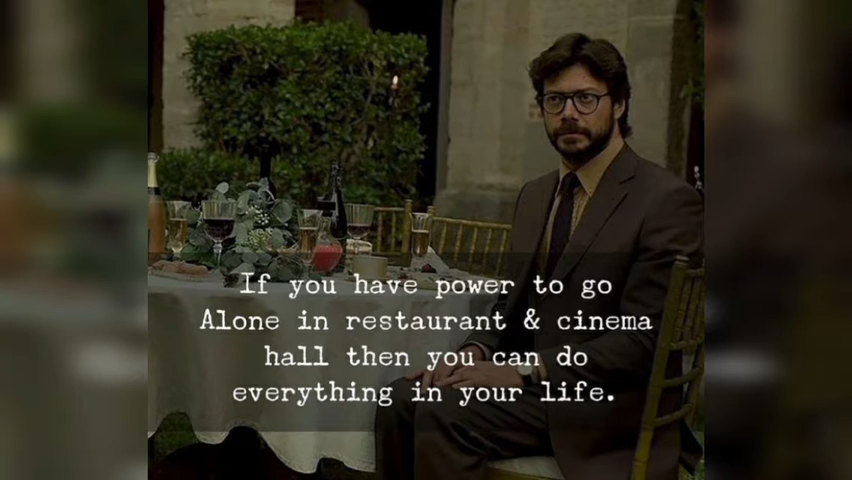 If you have power to go
Alone in restaurant & cinema
hall then you can do
everything in your life.